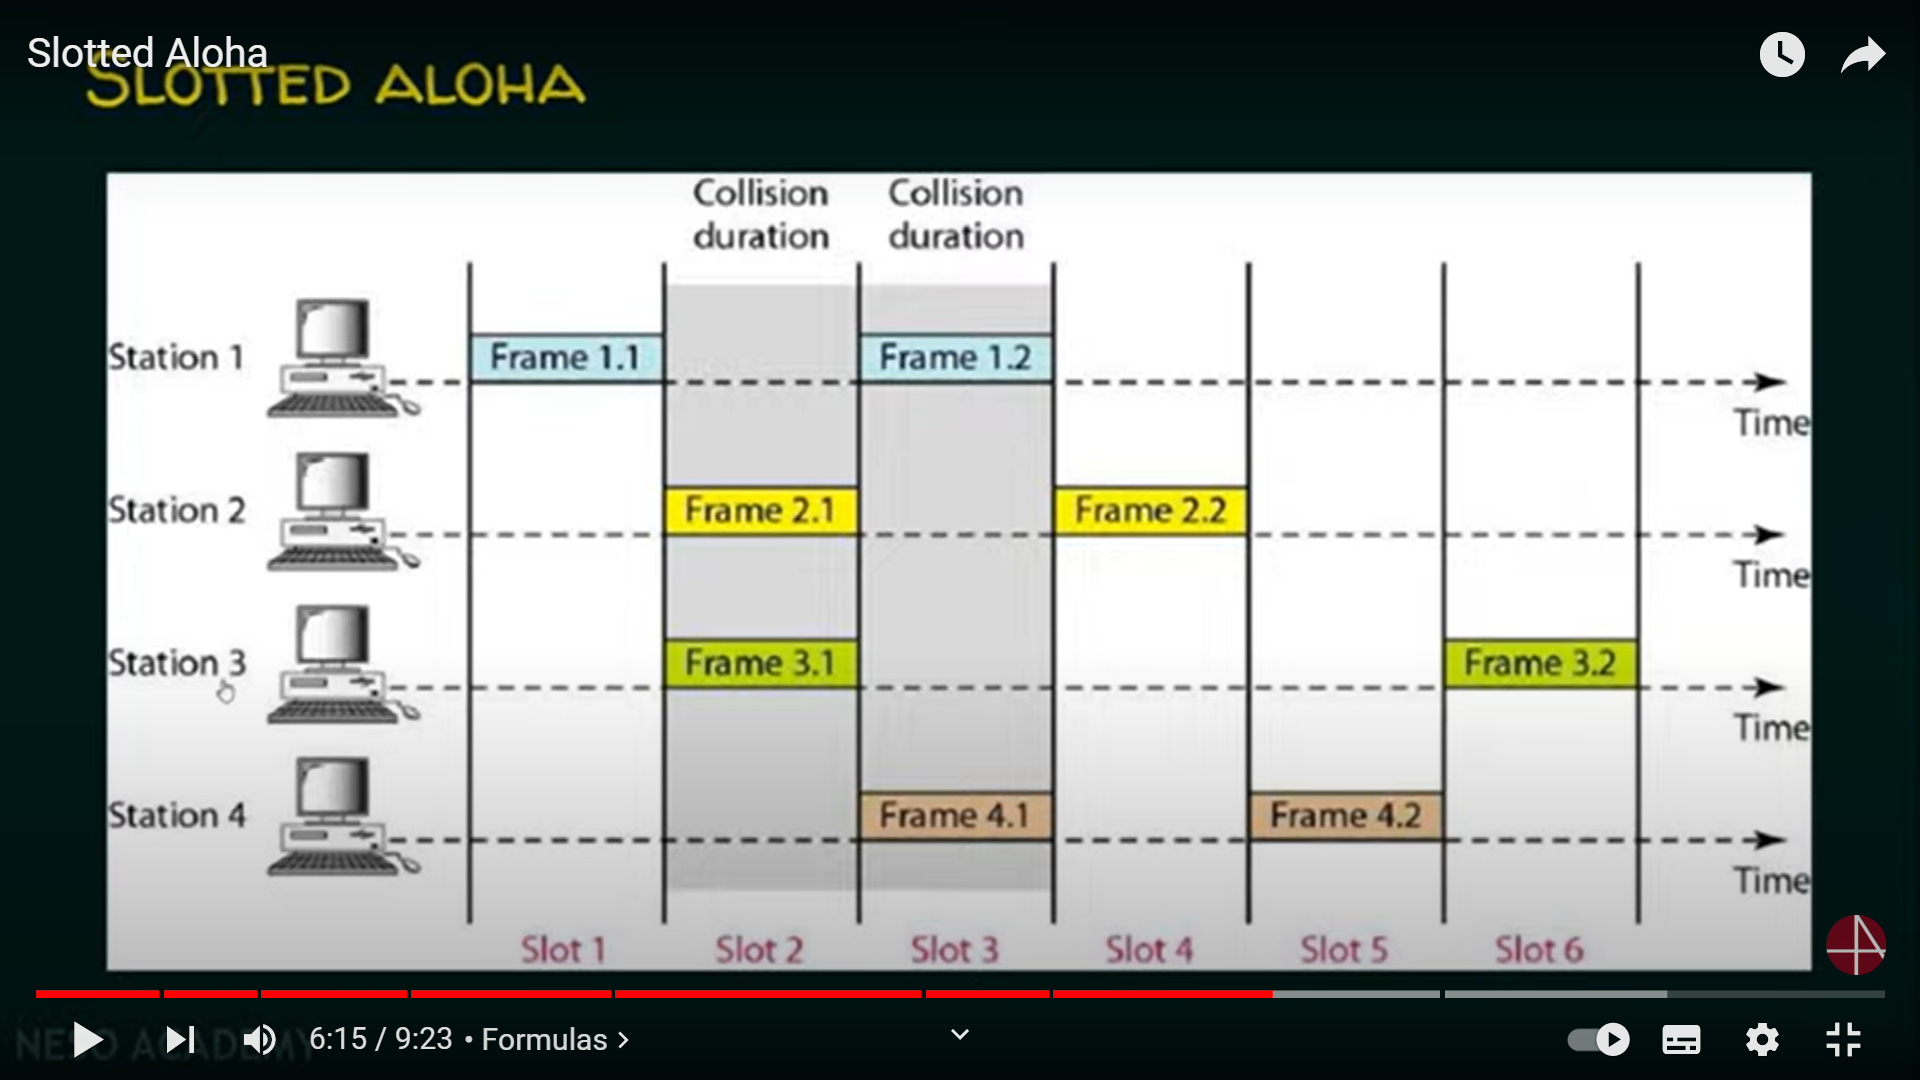 Slotted Aloha
SLOTTED ALOHA
Collision duration
Collision duration
Station 1
Frame 1.1
Frame 1.2
Time
Station 2
Frame 2.1
Frame 2.2
Time
Station 3
Frame 3.1
Frame 3.2
Time
Station 4
Frame 4.1
Frame 4.2
Time
Slot 1
Slot 2
Slot 3
Slot 4
Slot 5
Slot 6
NESO ACADEMY
6:15 / 9:23 • Formulas >